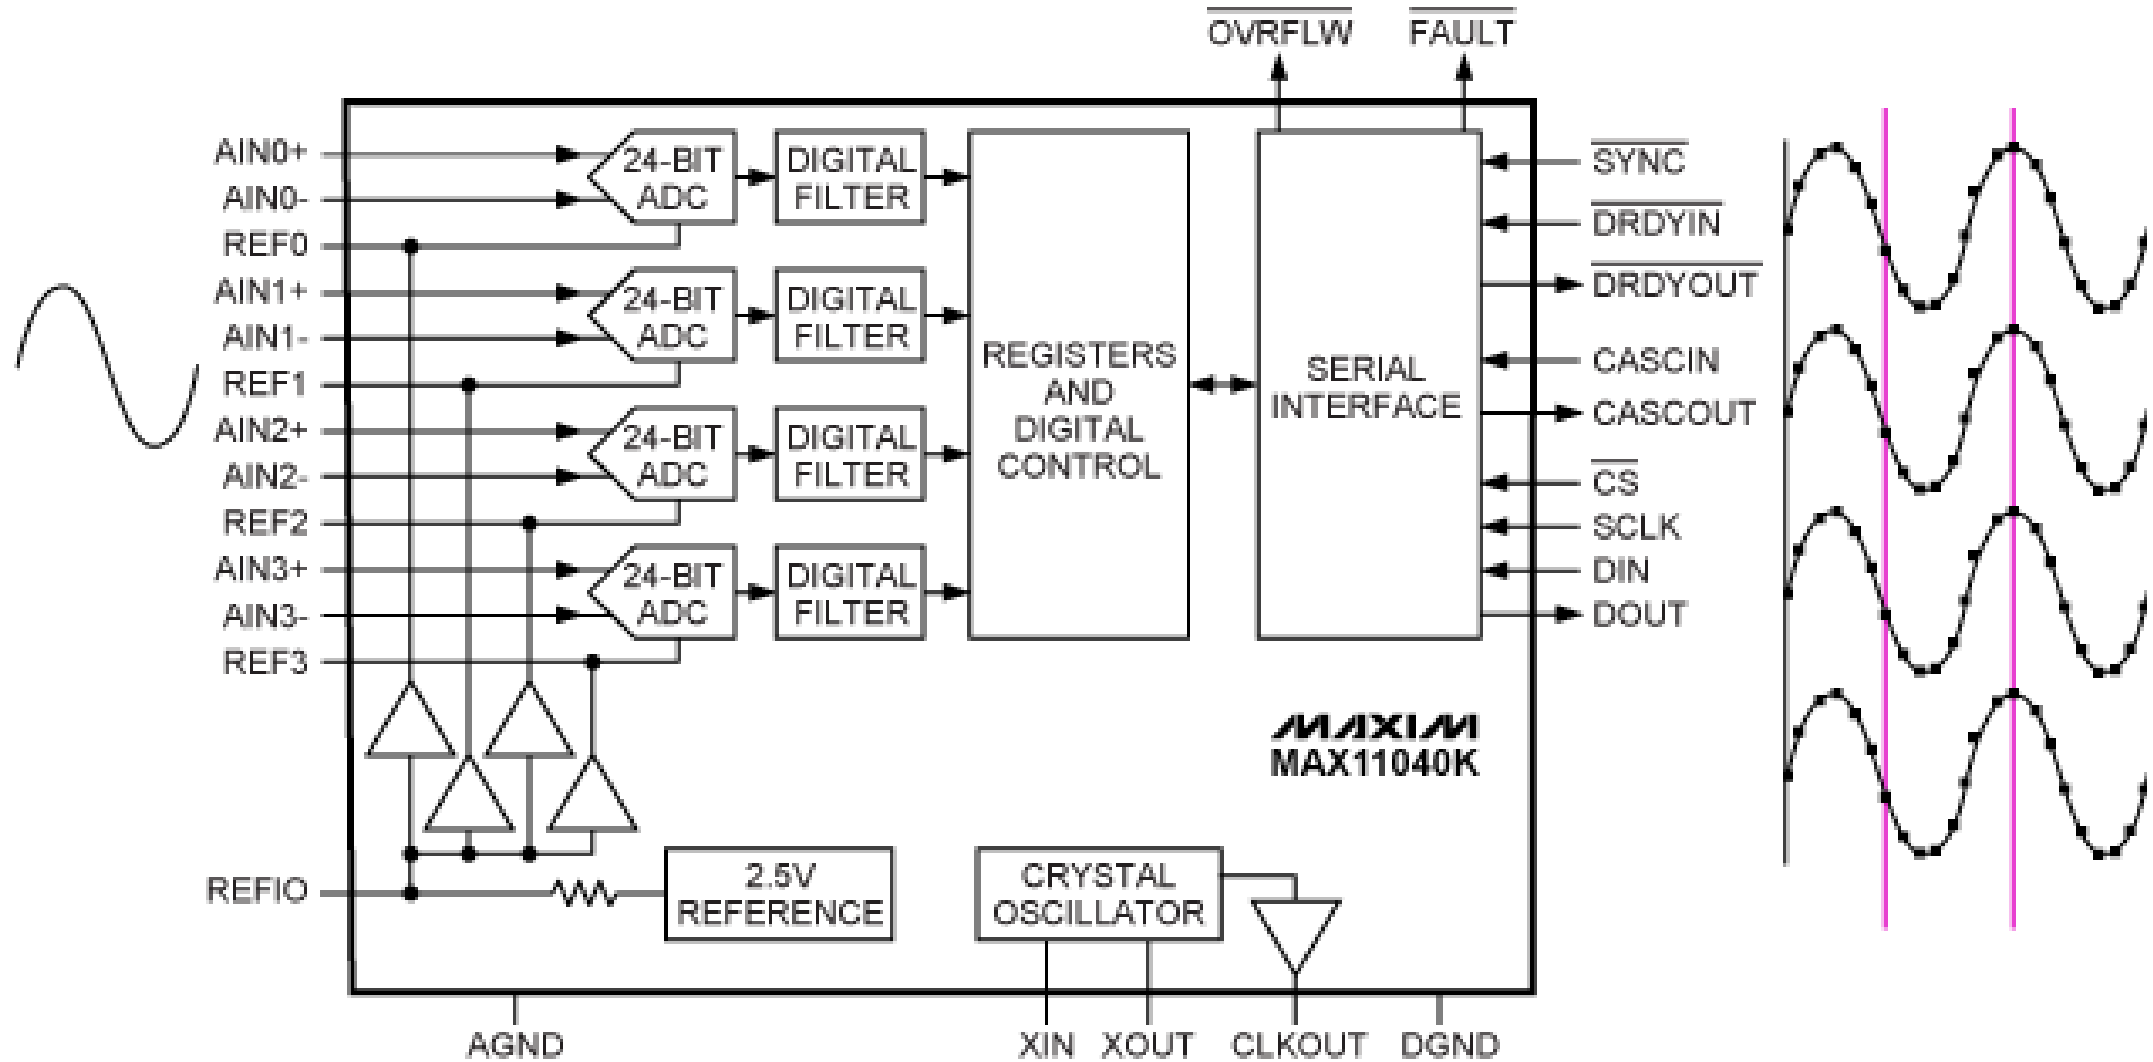 OVRFLW
FAULT
AIN0+
AIN0-
REF0
AIN1+
AIN1-
REF1
AIN2+
AIN2-
REF2
AIN3+
AIN3-
REF3
REFIO
24-BIT
ADC
DIGITAL
FILTER
24-BIT
ADC
DIGITAL
FILTER
24-BIT
ADC
DIGITAL
FILTER
24-BIT
ADC
DIGITAL
FILTER
REGISTERS
AND
DIGITAL
CONTROL
SERIAL
INTERFACE
SYNC
DRDYIN
DRDYOUT
CASCIN
CASCOUT
CS
SCLK
DIN
DOUT
MAXIM
MAX11040K
2.5V
REFERENCE
CRYSTAL
OSCILLATOR
AGND
XIN
XOUT
CLKOUT
DGND